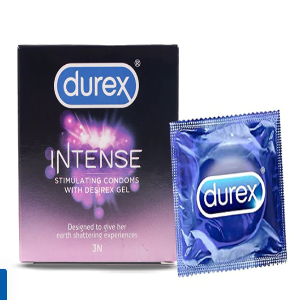 durex®
INTENSE
STIMULATING CONDOMS
WITH DESIREX GEL
Designed to give her
earth shattering experiences
3N
durex